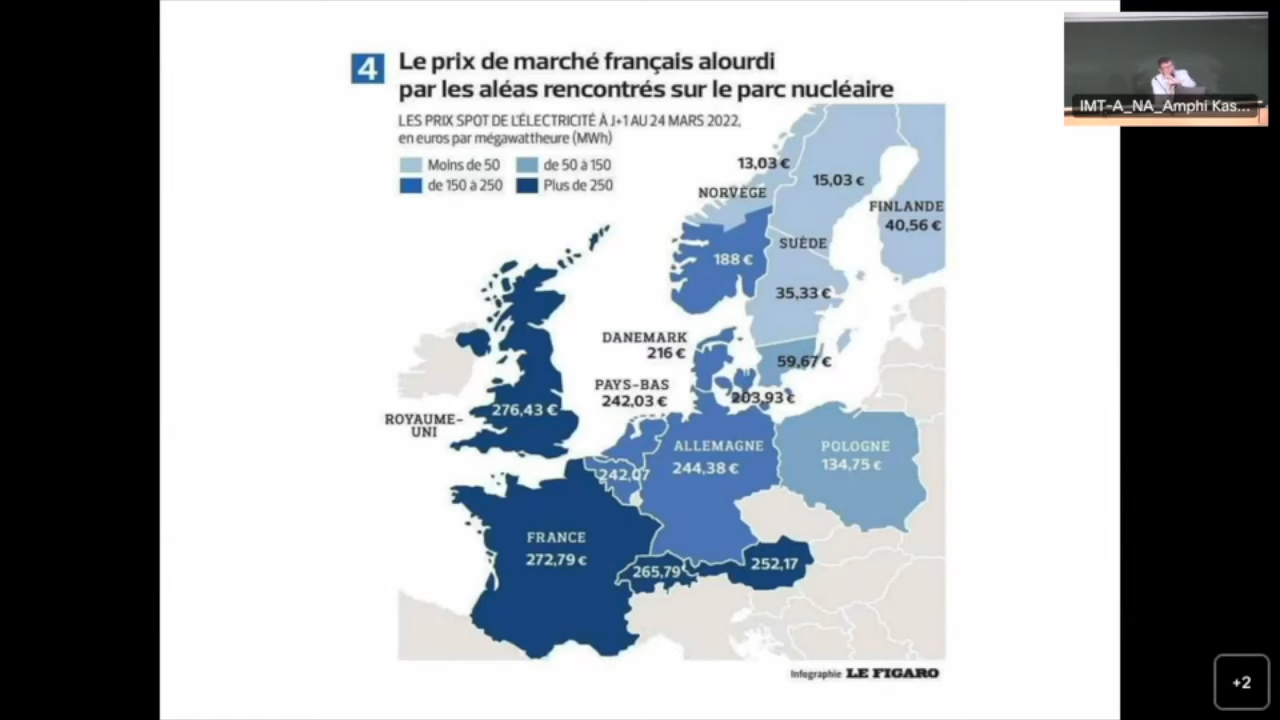 4
Le prix de marché français alourdi
par les aléas rencontrés sur le parc nucléaire
LES PRIX SPOT DE L'ÉLECTRICITÉ À J+1 AU 24 MARS 2022,
en euros par mégawattheure (MWh)
Moins de 50
de 50 à 150
de 150 à 250
Plus de 250
IMT-A_NA_Amphi Kas...
13,03 €
NORVÈGE
15,03 €
FINLANDE
40,56 €
188 €
SUÈDE
35,33 €
DANEMARK
216 €
59,67 €
PAYS-BAS
242,03 €
203,93 €
ROYAUME-
UNI
276,43 €
ALLEMAGNE
244,38 €
POLOGNE
134,75 €
242,07
FRANCE
272,79 €
265,79
252,17
Infographie LE FIGARO
+2